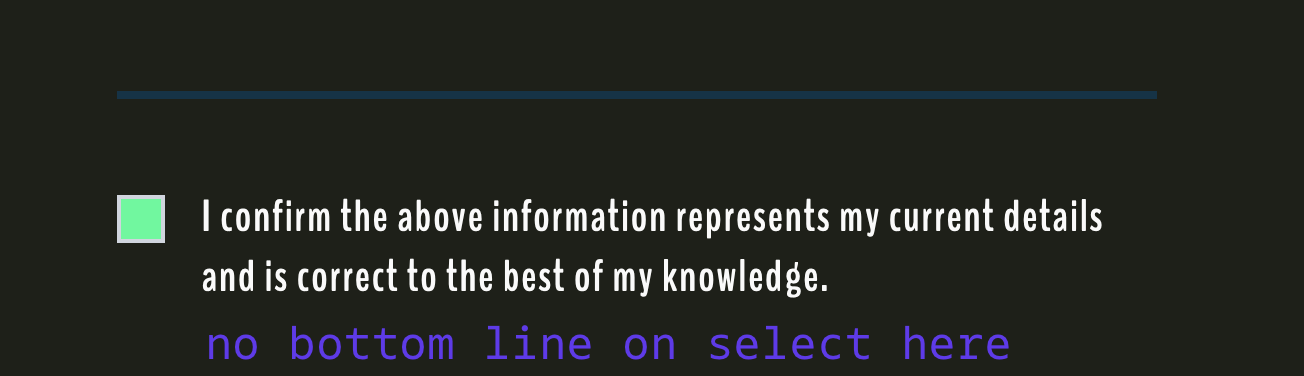 I confirm the above information represents my current details
and is correct to the best of my knowledge.
no bottom line on select here